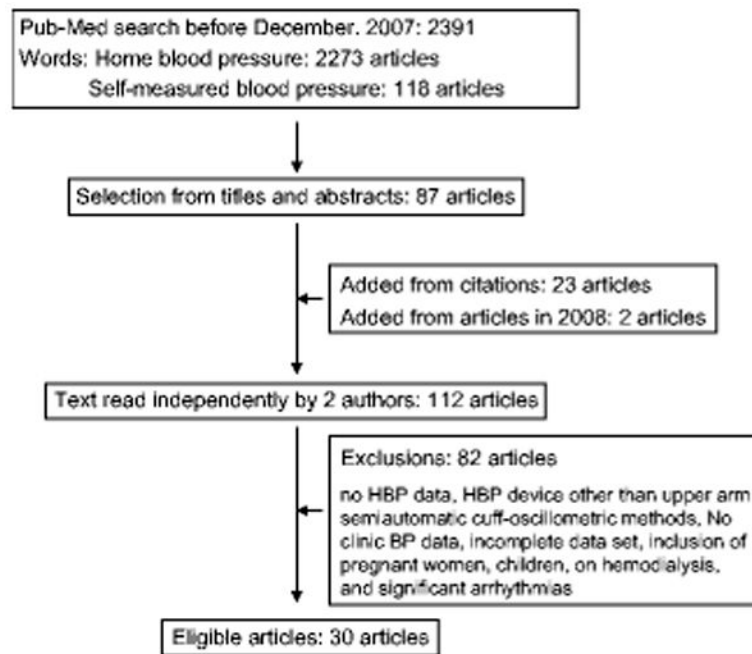 Pub-Med search before December. 2007: 2391
Words: Home blood pressure: 2273 articles
Self-measured blood pressure: 118 articles
Selection from titles and abstracts: 87 articles
Added from citations: 23 articles
Added from articles in 2008: 2 articles
Text read independently by 2 authors: 112 articles
Exclusions: 82 articles
no HBP data, HBP device other than upper arm
semiautomatic cuff-oscillometric methods, No
clinic BP data, incomplete data set, inclusion of
pregnant women, children, on hemodialysis,
and significant arrhythmias
Eligible articles: 30 articles